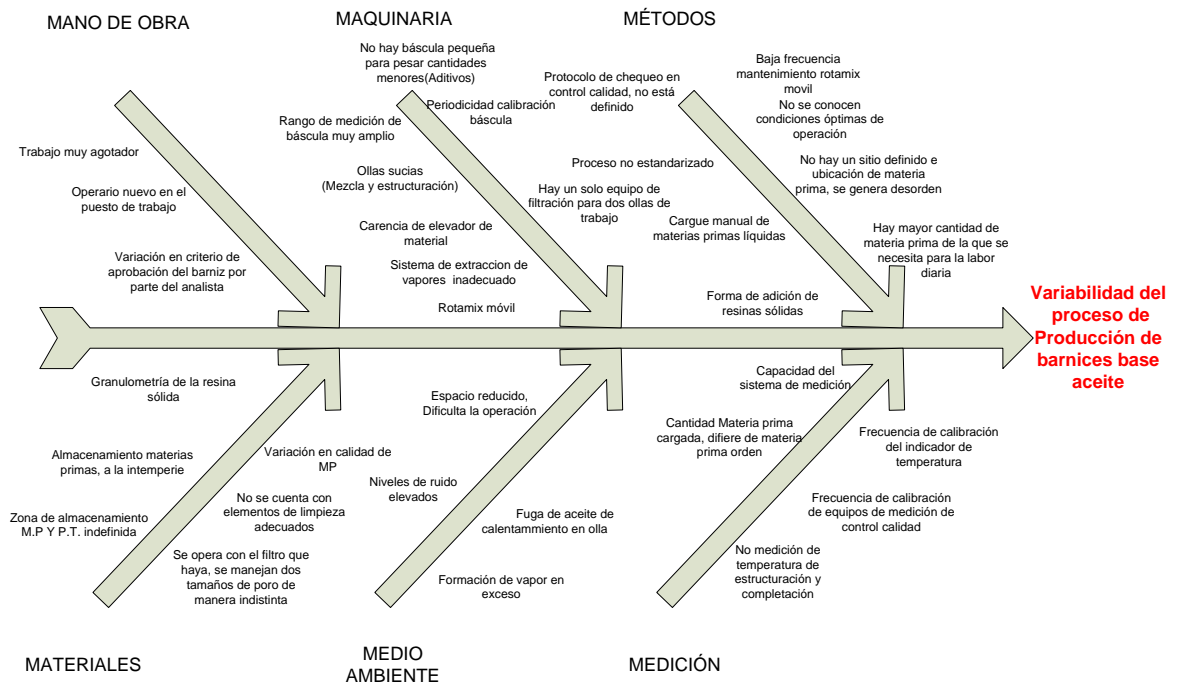 MANO DE OBRA
MAQUINARIA
MÉTODOS
Trabajo muy agotador
Operario nuevo en el
puesto de trabajo
Variación en criterio de
aprobación del barniz por
parte del analista
No hay báscula pequeña
para pesar cantidades
menores(Aditivos)
Periodicidad calibración
báscula
Rango de medición de
báscula muy amplio
Ollas sucias
(Mezcla y estructuración)
Hay un solo equipo de
filtración para dos ollas de
trabajo
Carencia de elevador de
material
Sistema de extraccion de
vapores inadecuado
Rotamix móvil
Protocolo de chequeo en
control calidad, no está
definido
Baja frecuencia
mantenimiento rotamix
movil
No se conocen
condiciones óptimas de
operación
Proceso no estandarizado
No hay un sitio definido e
ubicación de materia
prima, se genera desorden
Cargue manual de
materias primas líquidas
Hay mayor cantidad de
materia prima de la que se
necesita para la labor
diaria
Forma de adición de
resinas sólidas
Variabilidad del
proceso de
Producción de
barnices base
aceite
Granulometría de la resina
sólida
Almacenamiento materias
primas, a la intemperie
Variación en calidad de
MP
Zona de almacenamiento
M.P Y P.T. indefinida
No se cuenta con
elementos de limpieza
adecuados
Se opera con el filtro que
haya, se manejan dos
tamaños de poro de
manera indistinta
Espacio reducido,
Dificulta la operación
Niveles de ruido
elevados
Fuga de aceite de
calentammiento en olla
Formación de vapor en
exceso
Capacidad del
sistema de medición
Cantidad Materia prima
cargada, difiere de materia
prima orden
Frecuencia de calibración
del indicador de
temperatura
Frecuencia de calibración
de equipos de medición de
control calidad
No medición de
temperatura de
estructuración y
completación
MATERIALES
MEDIO
AMBIENTE
MEDICIÓN